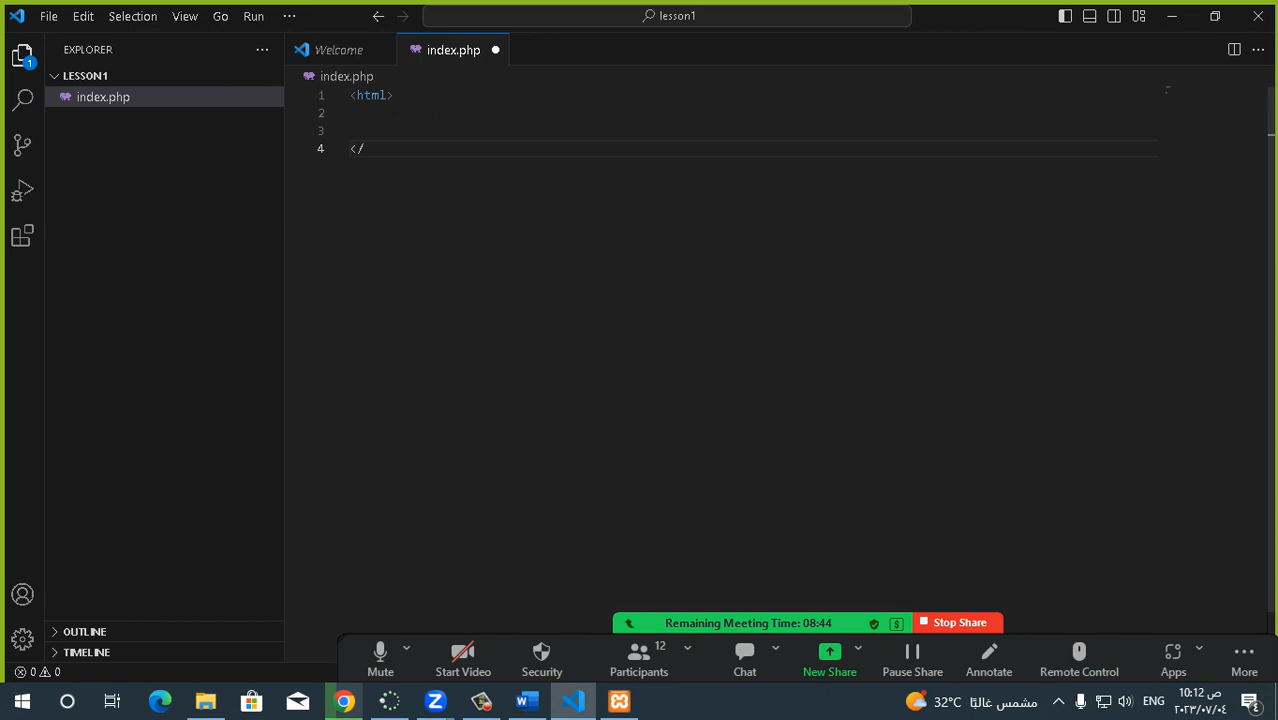 File Edit Selection View Go Run ... lesson1
EXPLORER ... Welcome index.php
1
LESSON1 index.php
index.php 1 <html>
2
3
4 </
OUTLINE
TIMELINE
0 0
Remaining Meeting Time: 08:44 $ Stop Share
12
Mute Start Video Security Participants Chat New Share Pause Share Annotate Remote Control Apps More
32°C مشمس غالبًا ENG ص 10:12
٢٠٢٣/٠٧/٠٤ ٤